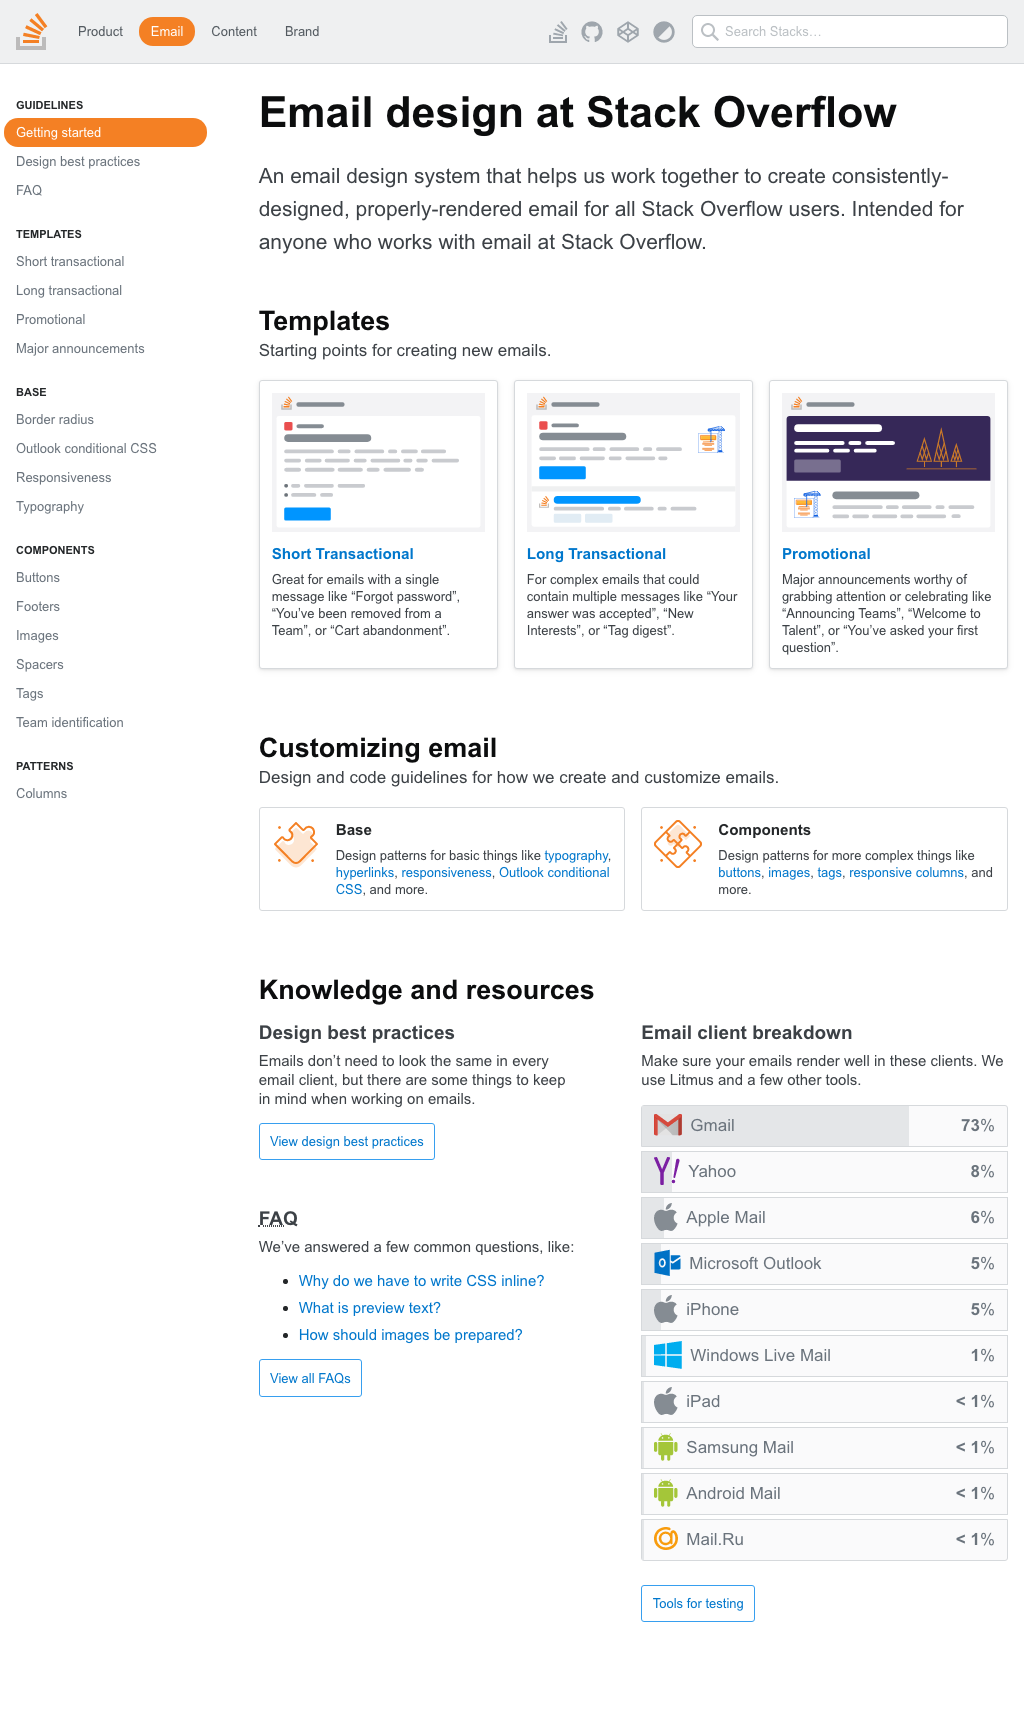 Product
Email
Content
Brand
Search Stacks…
GUIDELINES
Getting started
Design best practices
FAQ
TEMPLATES
Short transactional
Long transactional
Promotional
Major announcements
BASE
Border radius
Outlook conditional CSS
Responsiveness
Typography
COMPONENTS
Buttons
Footers
Images
Spacers
Tags
Team identification
PATTERNS
Columns
Email design at Stack Overflow
An email design system that helps us work together to create consistently-
designed, properly-rendered email for all Stack Overflow users. Intended for
anyone who works with email at Stack Overflow.
Templates
Starting points for creating new emails.
Short Transactional
Great for emails with a single
message like “Forgot password”,
“You’ve been removed from a
Team”, or “Cart abandonment”.
Long Transactional
For complex emails that could
contain multiple messages like “Your
answer was accepted”, “New
Interests”, or “Tag digest”.
Promotional
Major announcements worthy of
grabbing attention or celebrating like
“Announcing Teams”, “Welcome to
Talent”, or “You’ve asked your first
question”.
Customizing email
Design and code guidelines for how we create and customize emails.
Base
Design patterns for basic things like typography,
hyperlinks, responsiveness, Outlook conditional
CSS, and more.
Components
Design patterns for more complex things like
buttons, images, tags, responsive columns, and
more.
Knowledge and resources
Design best practices
Emails don’t need to look the same in every
email client, but there are some things to keep
in mind when working on emails.
View design best practices
FAQ
We’ve answered a few common questions, like:
• Why do we have to write CSS inline?
• What is preview text?
• How should images be prepared?
View all FAQs
Email client breakdown
Make sure your emails render well in these clients. We
use Litmus and a few other tools.
Gmail 73%
Yahoo 8%
Apple Mail 6%
Microsoft Outlook 5%
iPhone 5%
Windows Live Mail 1%
iPad < 1%
Samsung Mail < 1%
Android Mail < 1%
Mail.Ru < 1%
Tools for testing